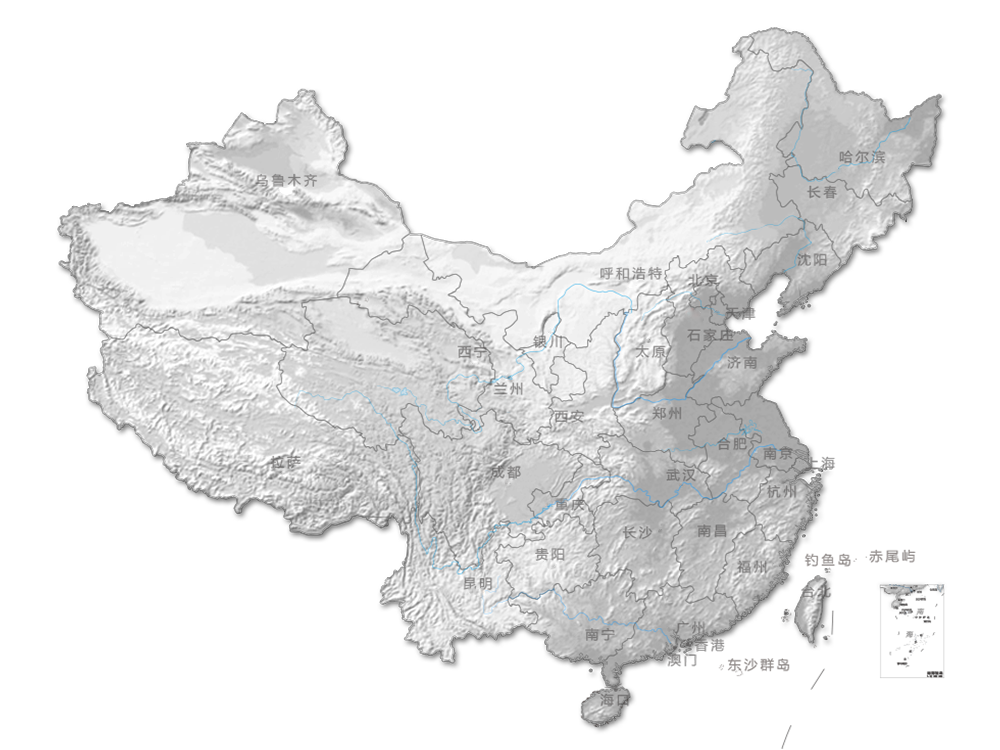 哈尔滨
乌鲁木齐
长春
沈阳
呼和浩特
北京
天津
石家庄
银川
西宁
太原
济南
兰州
郑州
西安
合肥
南京
上海
拉萨
成都
武汉
杭州
重庆
长沙
南昌
贵阳
钓鱼岛
赤尾屿
福州
昆明
台北
广州
南宁
香港
澳门
东沙群岛
海口
南
海